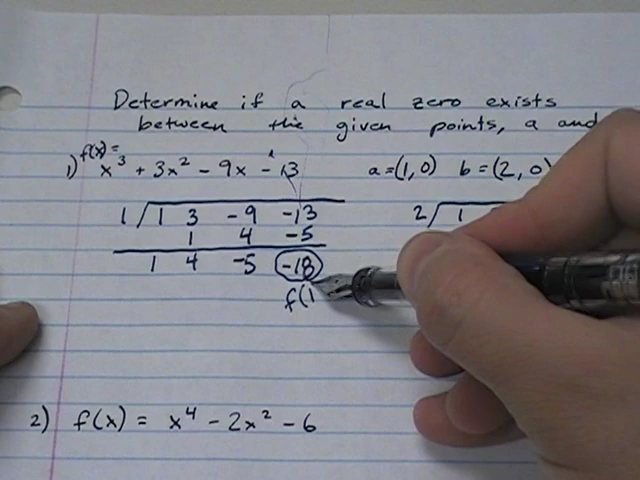 Determine if a real zero exists
between the given points, a and
1) f(x)= x³ + 3x² - 9x - 13 a=(1,0) b=(2,0)
1 1 3 -9 -13 2 1
1 4 -5
1 4 -5 -18
f(1
2) f(x) = x⁴ - 2x² - 6